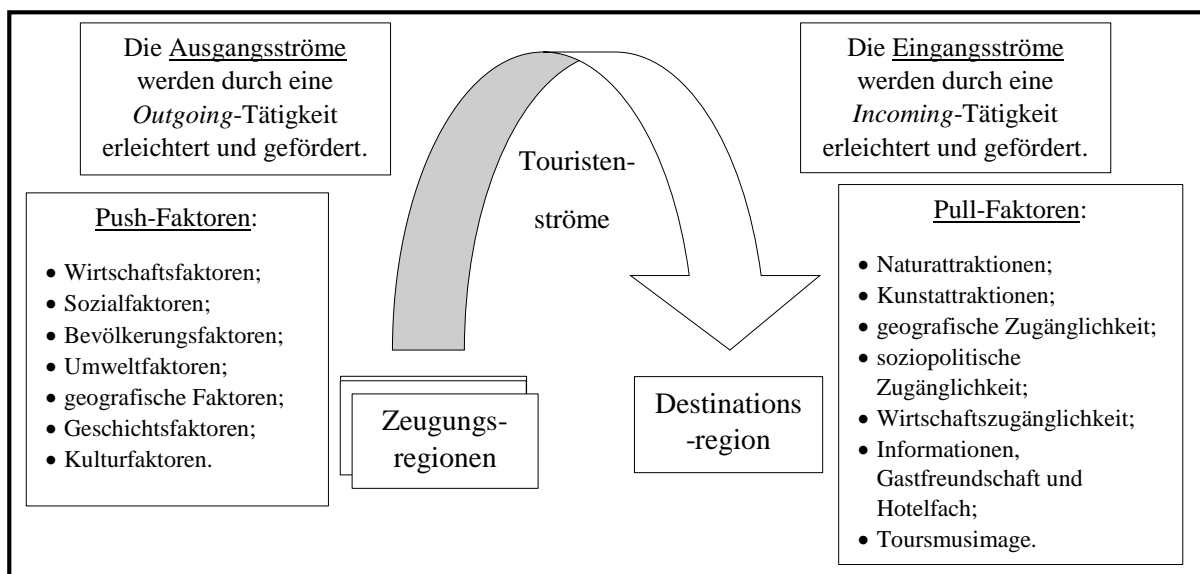 Die Ausgangsströme
werden durch eine
Outgoing-Tätigkeit
erleichtert und gefördert.
Push-Faktoren:
• Wirtschaftsfaktoren;
• Sozialfaktoren;
• Bevölkerungsfaktoren;
• Umweltfaktoren;
• geografische Faktoren;
• Geschichtsfaktoren;
• Kulturfaktoren.
Touristen-
ströme
Zeugungs-
regionen
Destinations
-region
Die Eingangsströme
werden durch eine
Incoming-Tätigkeit
erleichtert und gefördert.
Pull-Faktoren:
• Naturattraktionen;
• Kunstattraktionen;
• geografische Zugänglichkeit;
• soziopolitische
Zugänglichkeit;
• Wirtschaftszugänglichkeit;
• Informationen,
Gastfreundschaft und
Hotelfach;
• Toursmusimage.